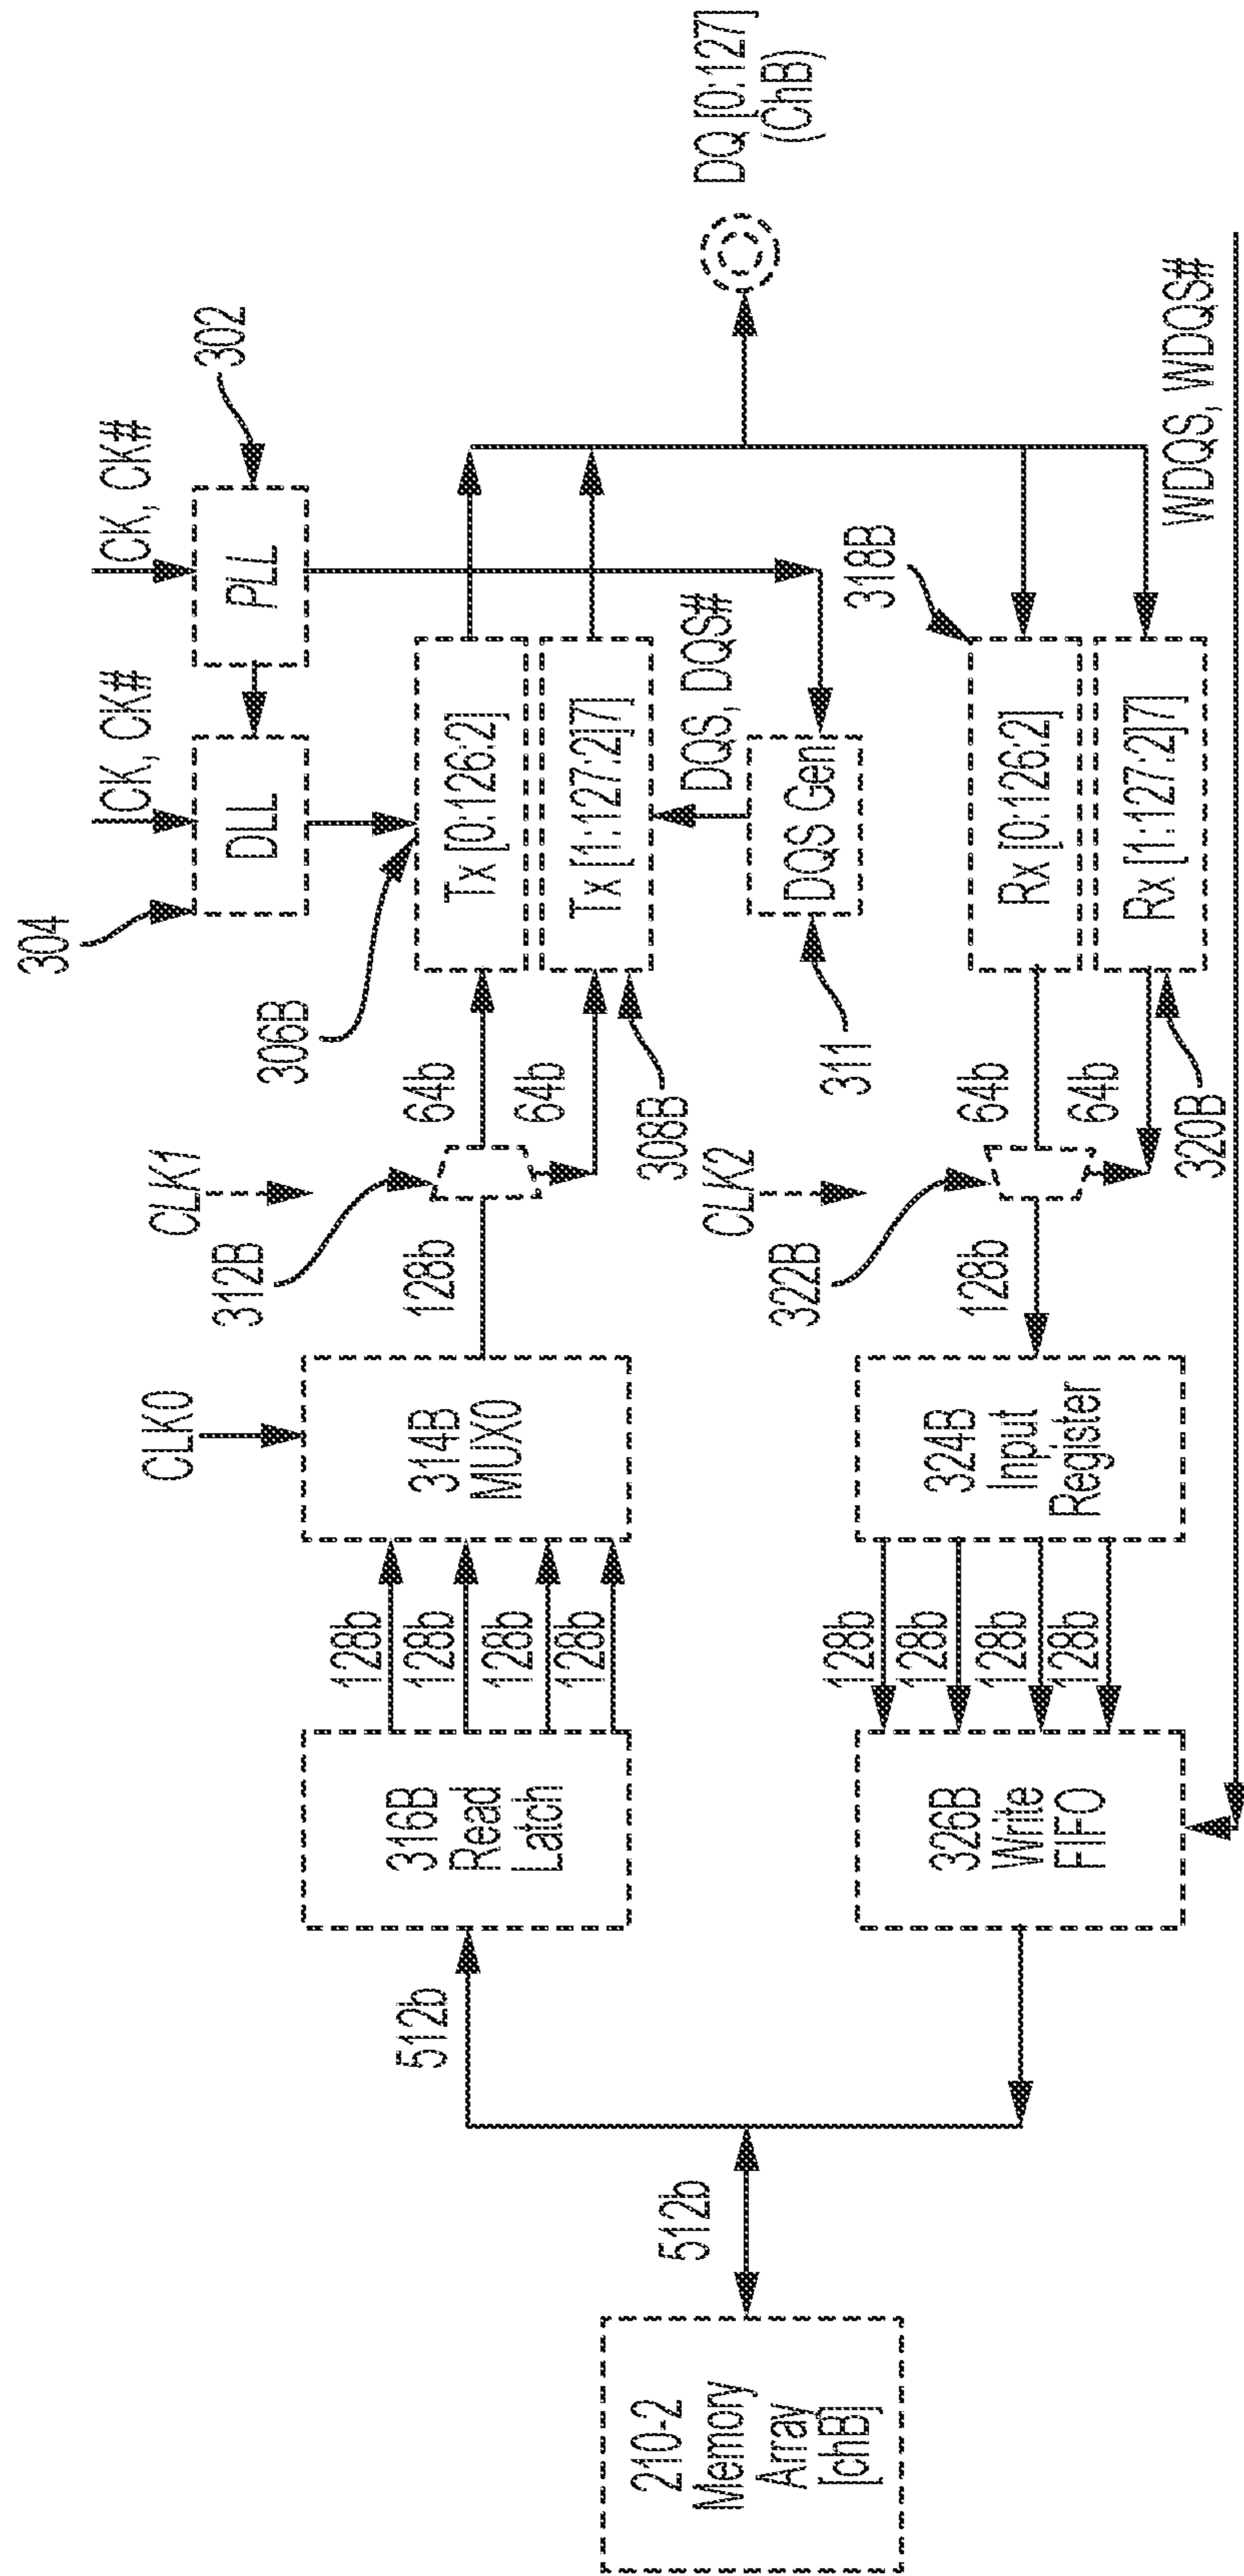 304
CK, CK#
CK, CK#
302
DLL
PLL
CLK0
CLK1
312B
306B
512b
316B
Read
Latch
128b
128b
128b
128b
314B
MUX0
128b
64b
64b
308B
Tx [0:126:2]
Tx [1:127:2]7]
DQS, DQS#
DQS Gen
311
210-2
Memory
Array
[chB]
512b
DQ [0:127]
(ChB)
CLK2
322B
318B
326B
Write
FIFO
128b
128b
128b
128b
324B
Input
Register
128b
64b
64b
320B
Rx [0:126:2]
Rx [1:127:2]7]
WDQS, WDQS#